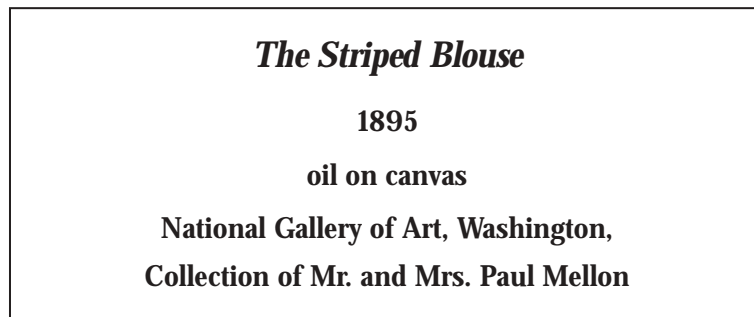 The Striped Blouse
1895
oil on canvas
National Gallery of Art, Washington,
Collection of Mr. and Mrs. Paul Mellon